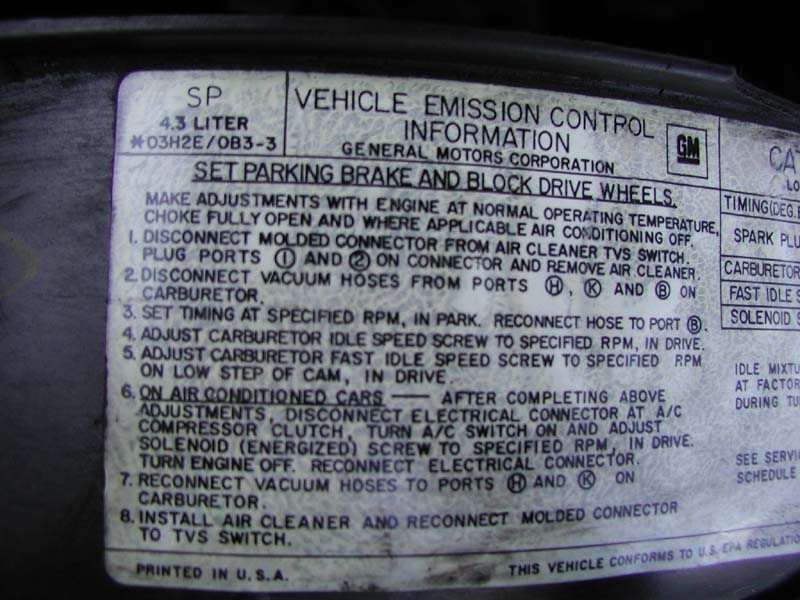 SP
4.3 LITER
*03H2E/0B3-3
VEHICLE EMISSION CONTROL
INFORMATION
GENERAL MOTORS CORPORATION
GM
SET PARKING BRAKE AND BLOCK DRIVE WHEELS.
MAKE ADJUSTMENTS WITH ENGINE AT NORMAL OPERATING TEMPERATURE,
CHOKE FULLY OPEN AND WHERE APPLICABLE AIR CONDITIONING OFF.
1. DISCONNECT MOLDED CONNECTOR FROM AIR CLEANER TVS SWITCH.
PLUG PORTS ① AND ② ON CONNECTOR AND REMOVE AIR CLEANER.
2. DISCONNECT VACUUM HOSES FROM PORTS Ⓗ, Ⓚ AND Ⓑ ON
CARBURETOR.
3. SET TIMING AT SPECIFIED RPM, IN PARK. RECONNECT HOSE TO PORT Ⓑ.
4. ADJUST CARBURETOR IDLE SPEED SCREW TO SPECIFIED RPM, IN DRIVE.
5. ADJUST CARBURETOR FAST IDLE SPEED SCREW TO SPECIFIED RPM
ON LOW STEP OF CAM, IN DRIVE.
6. ON AIR CONDITIONED CARS — AFTER COMPLETING ABOVE
ADJUSTMENTS, DISCONNECT ELECTRICAL CONNECTOR AT A/C
COMPRESSOR CLUTCH, TURN A/C SWITCH ON AND ADJUST
SOLENOID (ENERGIZED) SCREW TO SPECIFIED RPM, IN DRIVE.
TURN ENGINE OFF. RECONNECT ELECTRICAL CONNECTOR.
7. RECONNECT VACUUM HOSES TO PORTS Ⓗ AND Ⓚ ON
CARBURETOR.
8. INSTALL AIR CLEANER AND RECONNECT MOLDED CONNECTOR
TO TVS SWITCH.
PRINTED IN U.S.A.
THIS VEHICLE CONFORMS TO U.S. EPA REGULATIO
CAT
LO
TIMING (DEG.
SPARK PLU
CARBURETOR
FAST IDLE S
SOLENOID S
IDLE MIXTU
AT FACTOR
DURING TU
SEE SERVI
SCHEDULE